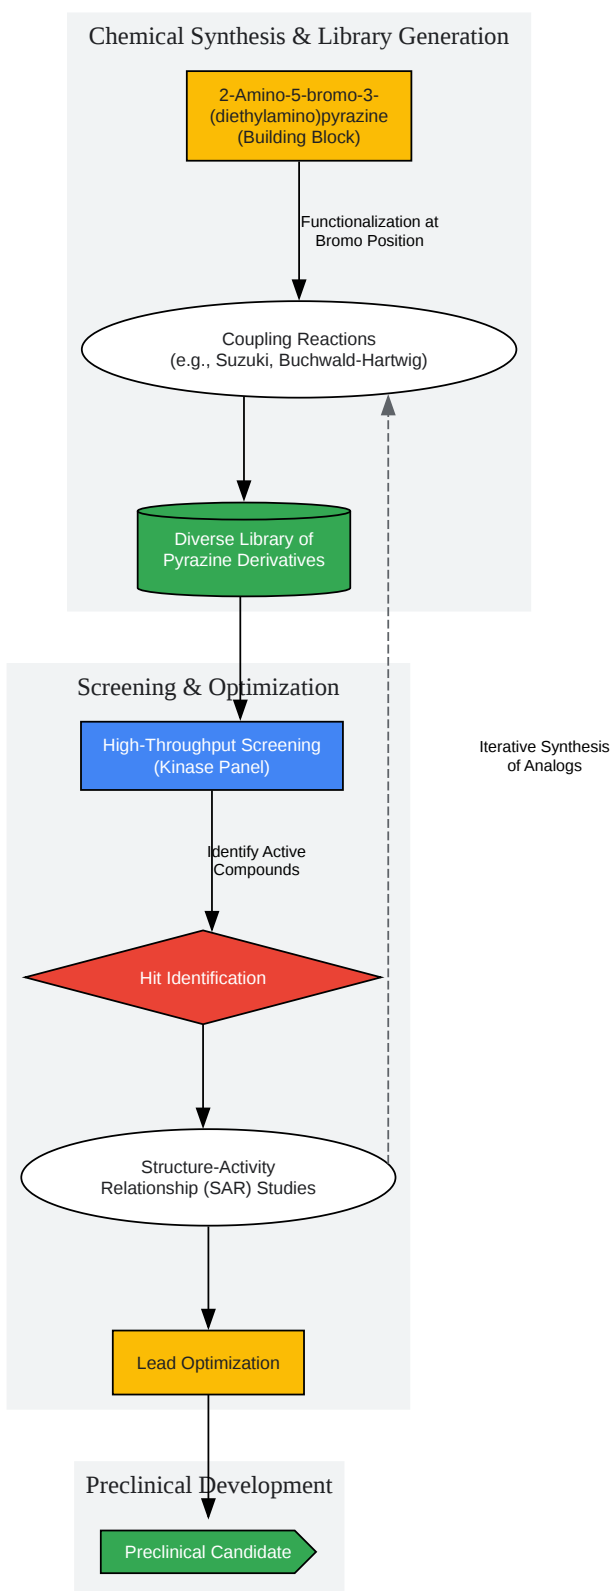 Chemical Synthesis & Library Generation
2-Amino-5-bromo-3-
(diethylamino)pyrazine
(Building Block)
Functionalization at
Bromo Position
Coupling Reactions
(e.g., Suzuki, Buchwald-Hartwig)
Diverse Library of
Pyrazine Derivatives
Screening & Optimization
High-Throughput Screening
(Kinase Panel)
Iterative Synthesis
of Analogs
Identify Active
Compounds
Hit Identification
Structure-Activity
Relationship (SAR) Studies
Lead Optimization
Preclinical Development
Preclinical Candidate